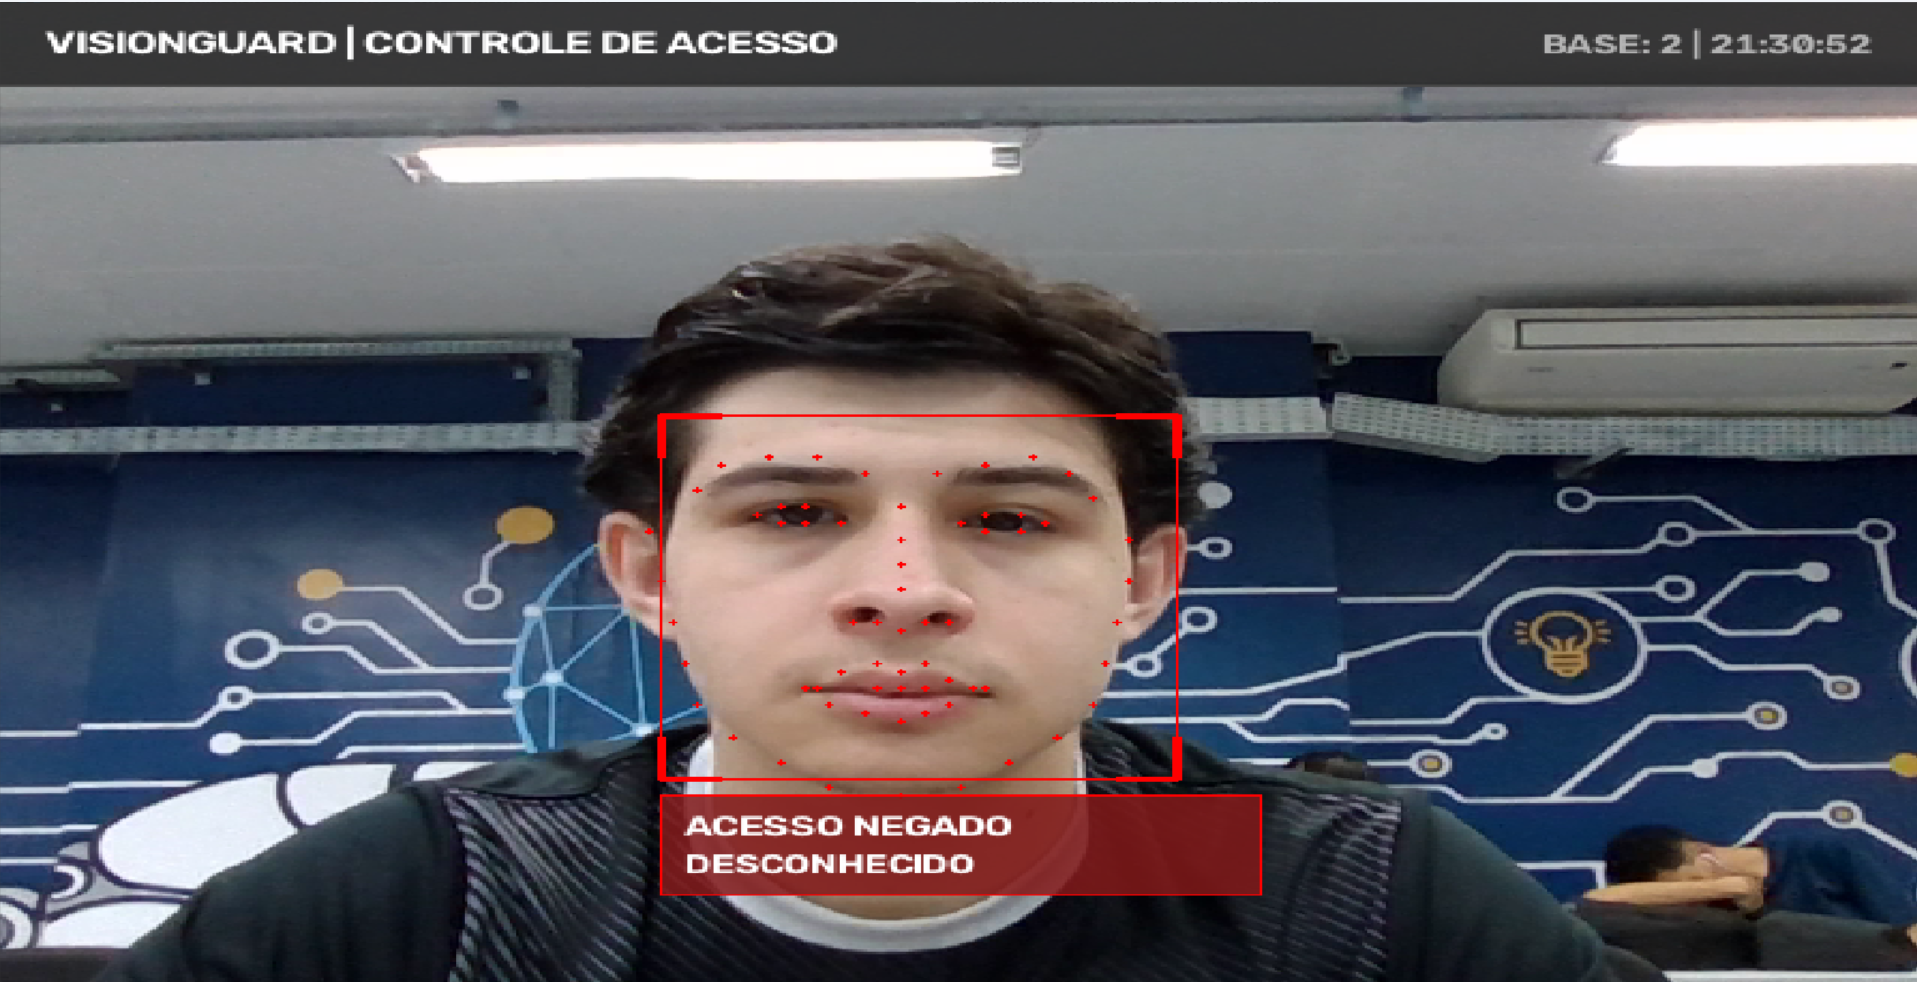 VISIONGUARD | CONTROLE DE ACESSO
BASE: 2 | 21:30:52
ACESSO NEGADO
DESCONHECIDO